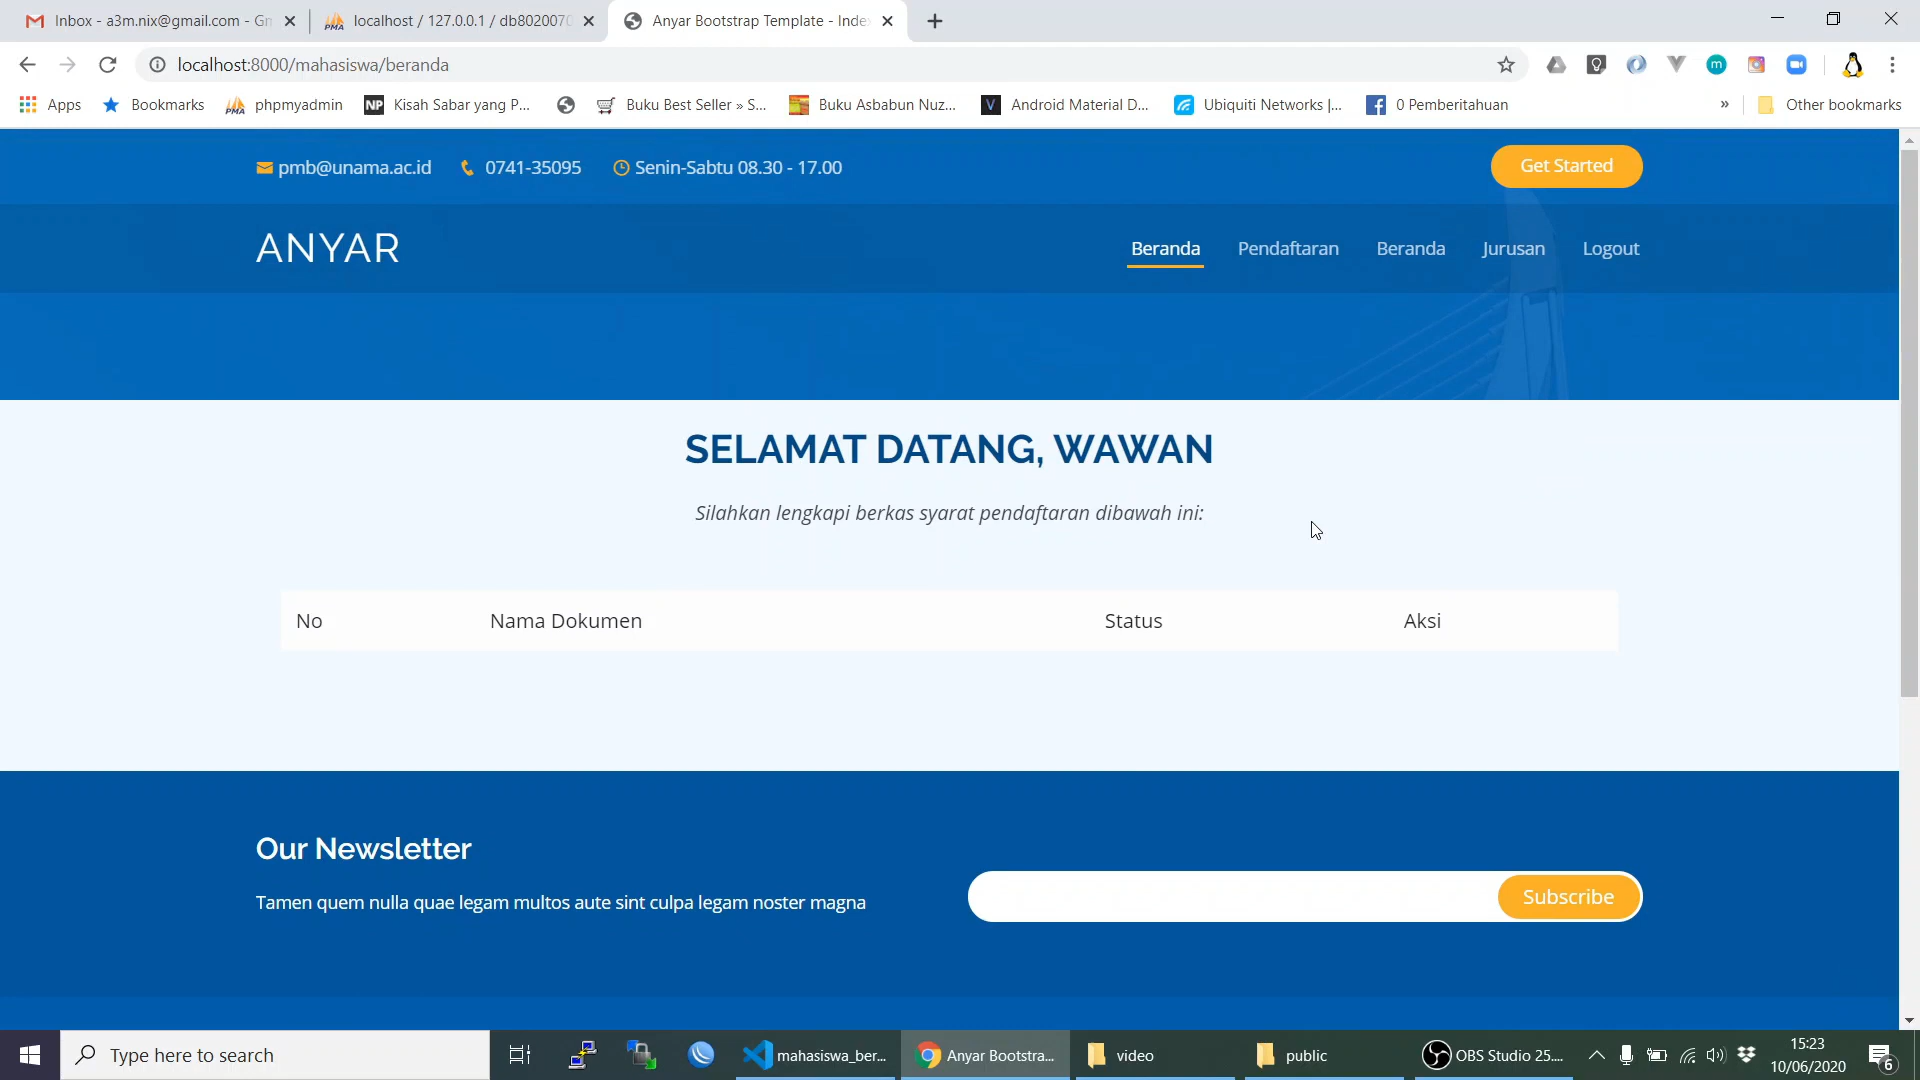 Inbox - a3m.nix@gmail.com - Gm
localhost / 127.0.0.1 / db8020070
Anyar Bootstrap Template - Index
localhost:8000/mahasiswa/beranda
Apps
Bookmarks
phpmyadmin
NP
Kisah Sabar yang P...
Buku Best Seller » S...
Buku Asbabun Nuz...
V
Android Material D...
Ubiquiti Networks |...
0 Pemberitahuan
»
Other bookmarks
pmb@unama.ac.id
0741-35095
Senin-Sabtu 08.30 - 17.00
Get Started
ANYAR
Beranda
Pendaftaran
Beranda
Jurusan
Logout
SELAMAT DATANG, WAWAN
Silahkan lengkapi berkas syarat pendaftaran dibawah ini:
No
Nama Dokumen
Status
Aksi
Our Newsletter
Tamen quem nulla quae legam multos aute sint culpa legam noster magna
Subscribe
Type here to search
mahasiswa_ber...
Anyar Bootstra...
video
public
OBS Studio 25....
15:23
10/06/2020
6